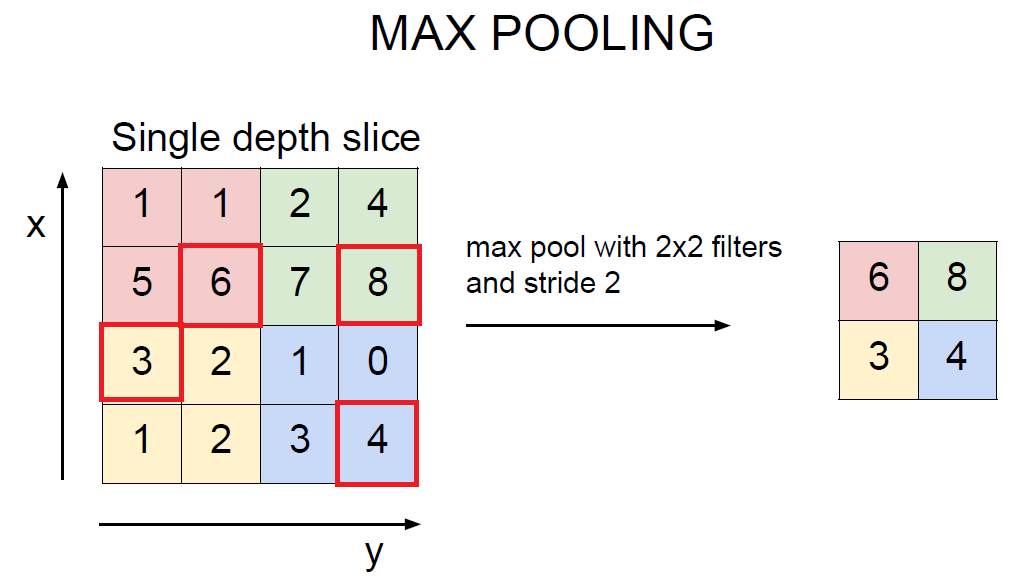 MAX POOLING
Single depth slice
x
1 1 2 4
5 6 7 8
3 2 1 0
1 2 3 4
y
max pool with 2x2 filters
and stride 2
6 8
3 4